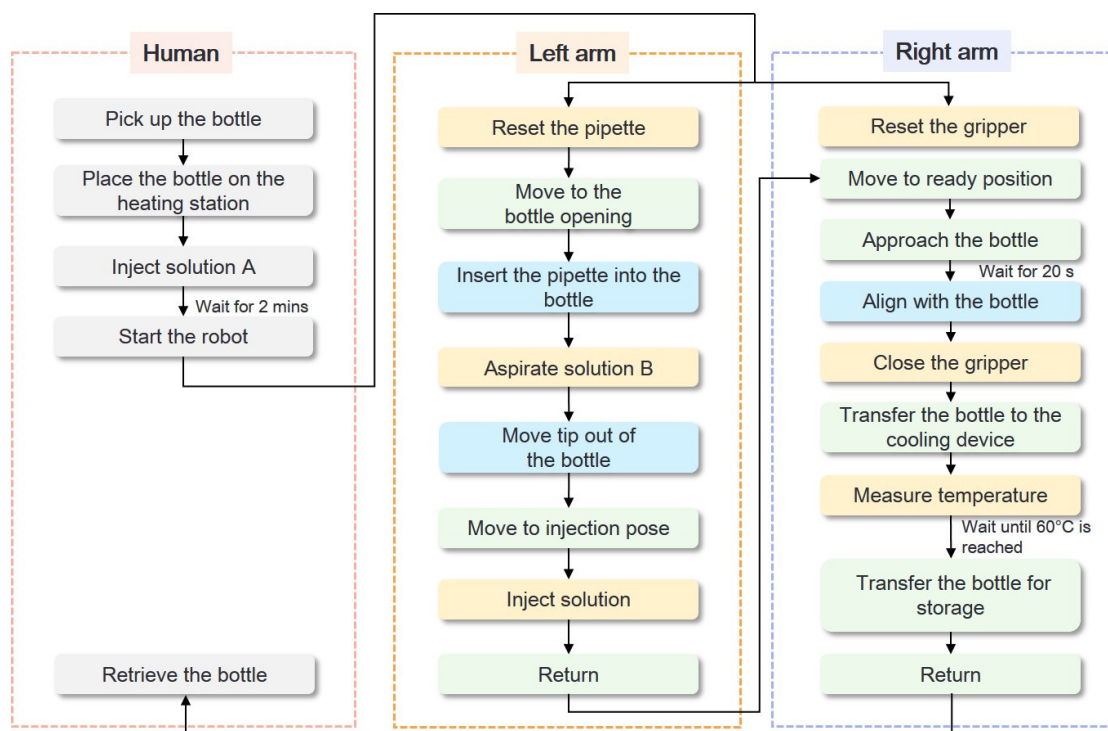 Human
Pick up the bottle
Place the bottle on the
heating station
Inject solution A
Wait for 2 mins
Start the robot
Retrieve the bottle
Left arm
Reset the pipette
Move to the
bottle opening
Insert the pipette into the
bottle
Aspirate solution B
Move tip out of
the bottle
Move to injection pose
Inject solution
Return
Right arm
Reset the gripper
Move to ready position
Approach the bottle
Wait for 20 s
Align with the bottle
Close the gripper
Transfer the bottle to the
cooling device
Measure temperature
Wait until 60°C is
reached
Transfer the bottle for
storage
Return